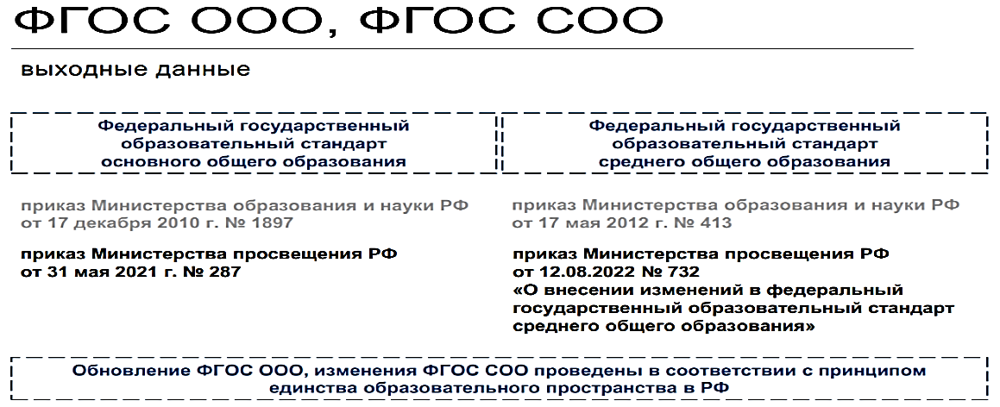 ФГОС ООО, ФГОС СОО
выходные данные
Федеральный государственный
образовательный стандарт
основного общего образования
Федеральный государственный
образовательный стандарт
среднего общего образования
приказ Министерства образования и науки РФ
от 17 декабря 2010 г. № 1897
приказ Министерства просвещения РФ
от 31 мая 2021 г. № 287
приказ Министерства образования и науки РФ
от 17 мая 2012 г. № 413
приказ Министерства просвещения РФ
от 12.08.2022 № 732
«О внесении изменений в федеральный
государственный образовательный стандарт
среднего общего образования»
Обновление ФГОС ООО, изменения ФГОС СОО проведены в соответствии с принципом
единства образовательного пространства в РФ